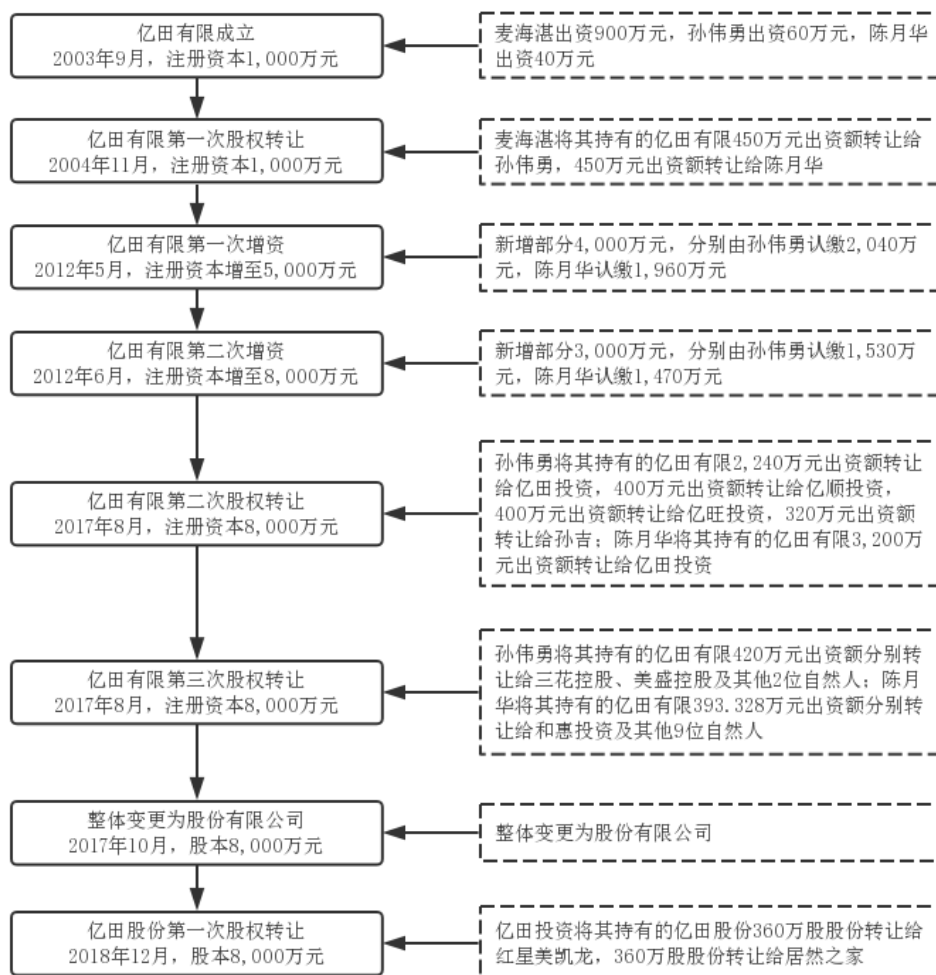 亿田有限成立
2003年9月，注册资本1,000万元
麦海湛出资900万元，孙伟勇出资60万元，陈月华
出资40万元
亿田有限第一次股权转让
2004年11月，注册资本1,000万元
麦海湛将其持有的亿田有限450万元出资额转让给
孙伟勇，450万元出资额转让给陈月华
亿田有限第一次增资
2012年5月，注册资本增至5,000万元
新增部分4,000万元，分别由孙伟勇认缴2,040万
元，陈月华认缴1,960万元
亿田有限第二次增资
2012年6月，注册资本增至8,000万元
新增部分3,000万元，分别由孙伟勇认缴1,530万
元，陈月华认缴1,470万元
亿田有限第二次股权转让
2017年8月，注册资本8,000万元
孙伟勇将其持有的亿田有限2,240万元出资额转让
给亿田投资，400万元出资额转让给亿顺投资，
400万元出资额转让给亿旺投资，320万元出资额
转让给孙吉；陈月华将其持有的亿田有限3,200万
元出资额转让给亿田投资
亿田有限第三次股权转让
2017年8月，注册资本8,000万元
孙伟勇将其持有的亿田有限420万元出资额分别转
让给三花控股、美盛控股及其他2位自然人；陈月
华将其持有的亿田有限393.328万元出资额分别转
让给和惠投资及其他9位自然人
整体变更为股份有限公司
2017年10月，股本8,000万元
整体变更为股份有限公司
亿田股份第一次股权转让
2018年12月，股本8,000万元
亿田投资将其持有的亿田股份360万股股份转让给
红星美凯龙，360万股股份转让给居然之家